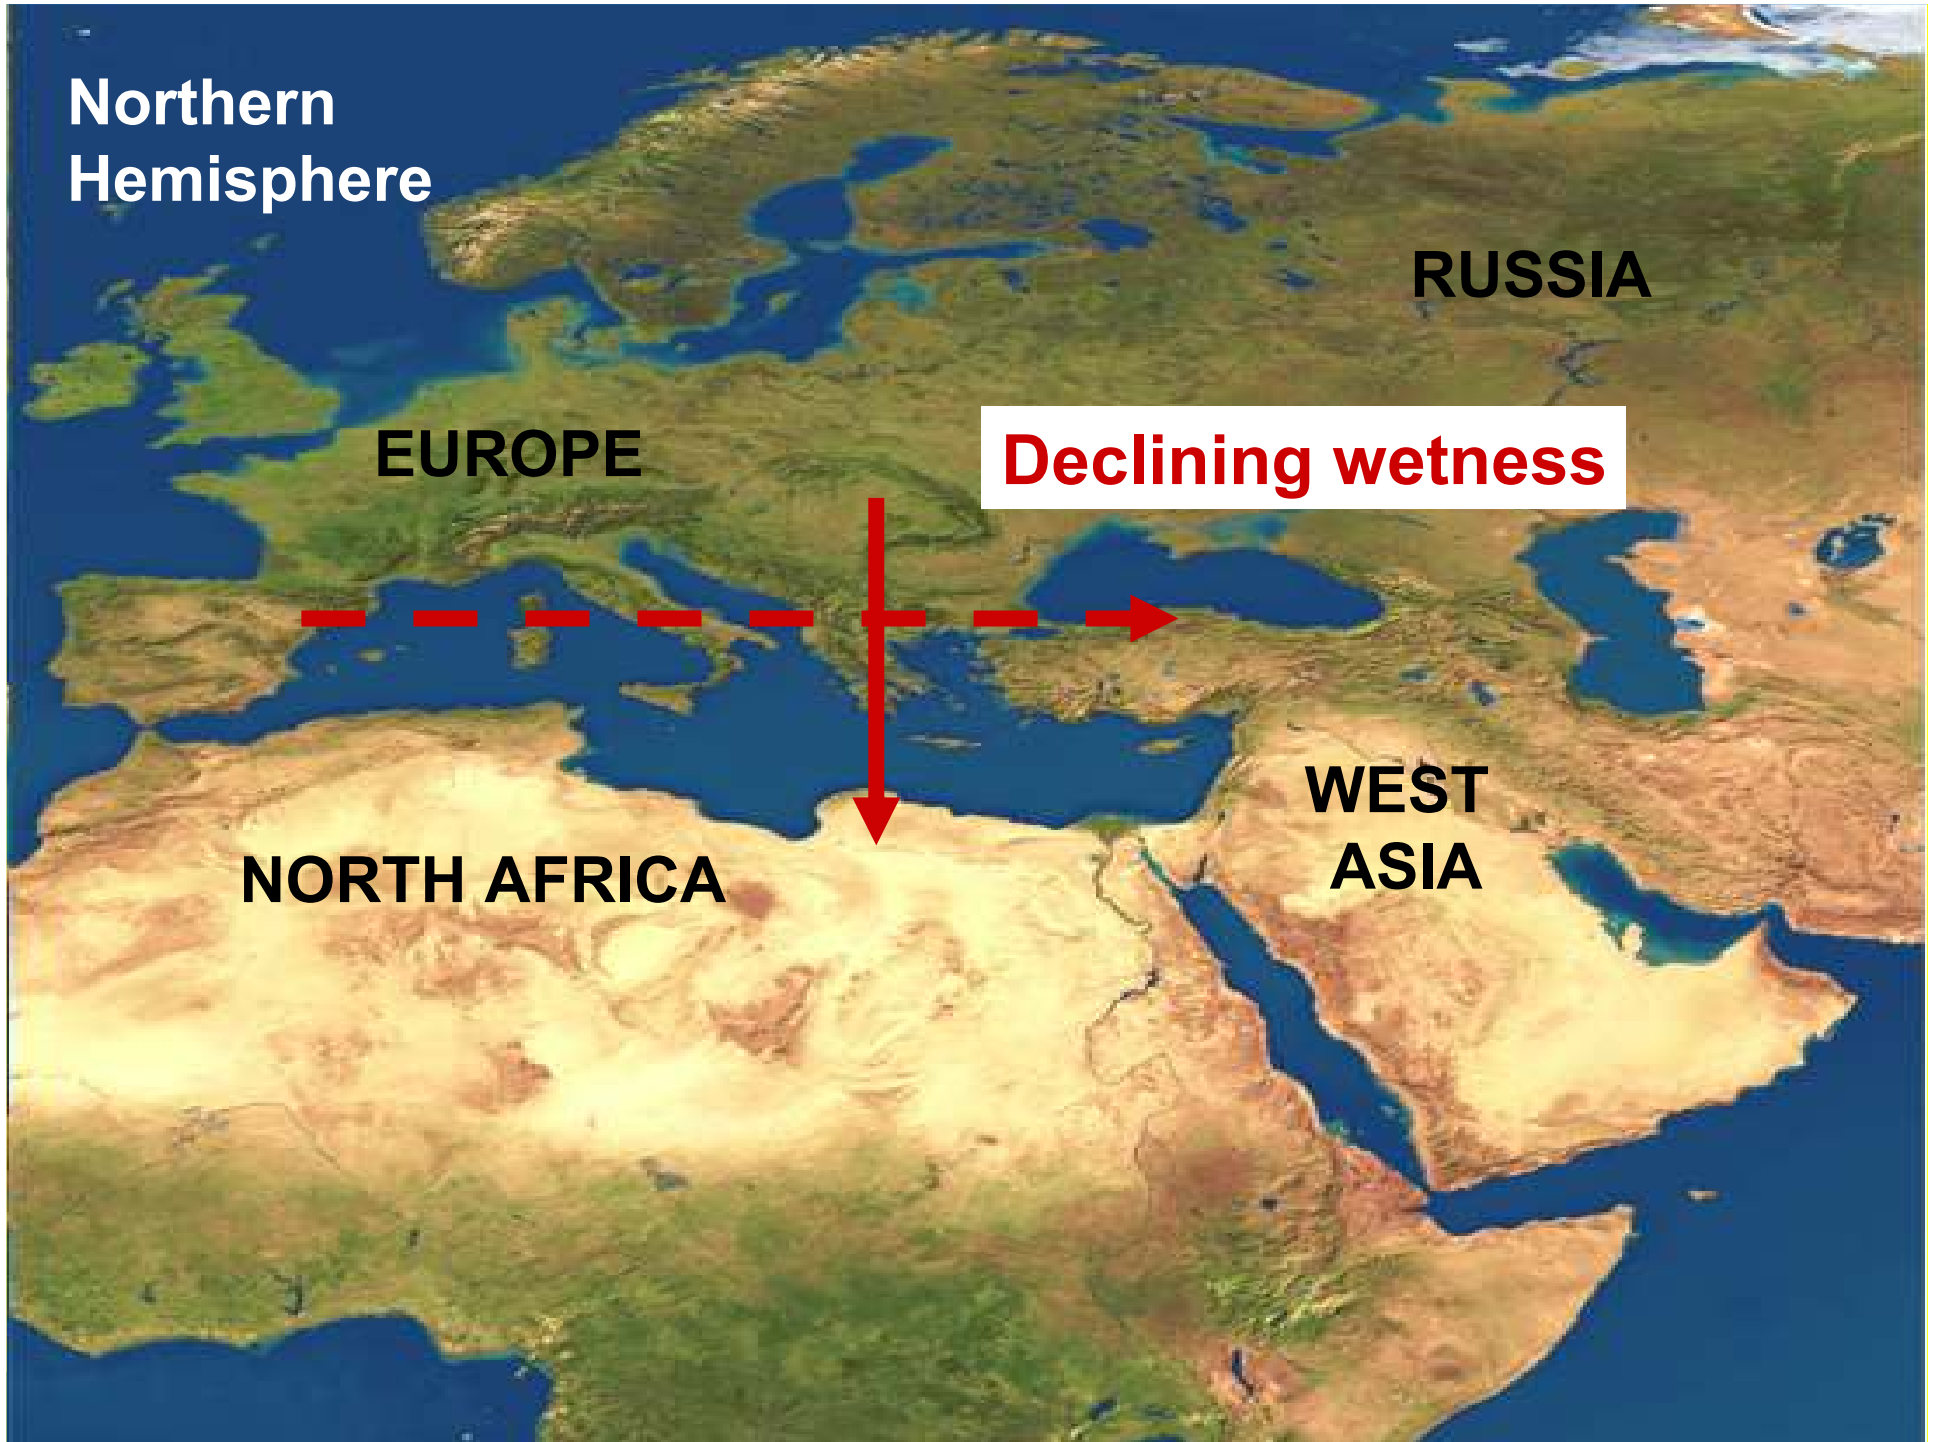 Northern
Hemisphere
RUSSIA
EUROPE
Declining wetness
WEST
ASIA
NORTH AFRICA